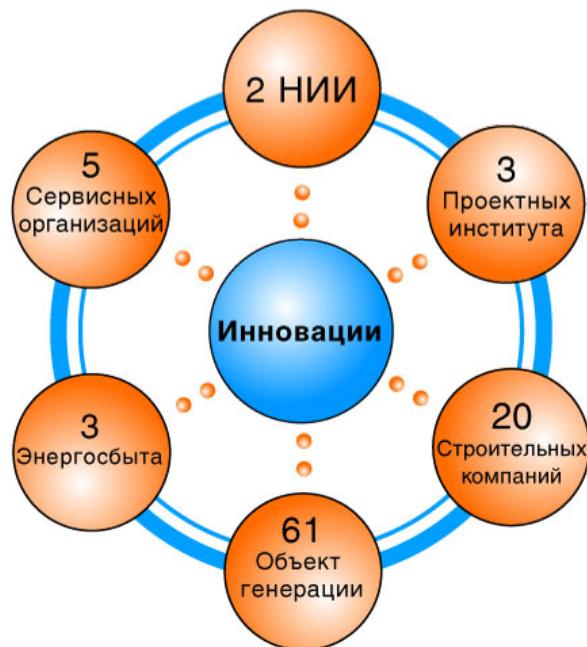 2 НИИ
5
Сервисных
организаций
3
Проектных
института
Инновации
3
Энергосбыта
20
Строительных
компаний
61
Объект
генерации